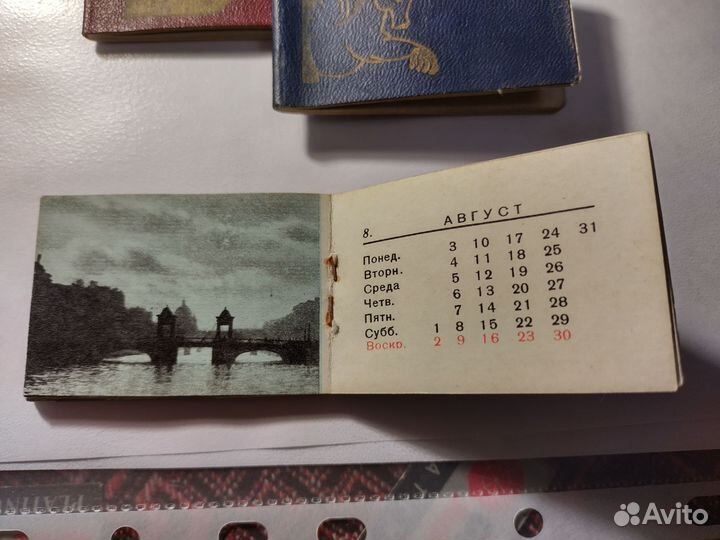 8. АВГУСТ
Понед. 3 10 17 24 31
Вторн. 4 11 18 25
Среда 5 12 19 26
Четв. 6 13 20 27
Пятн. 7 14 21 28
Субб. 1 8 15 22 29
Воскр. 2 9 16 23 30
PLATIN
Avito